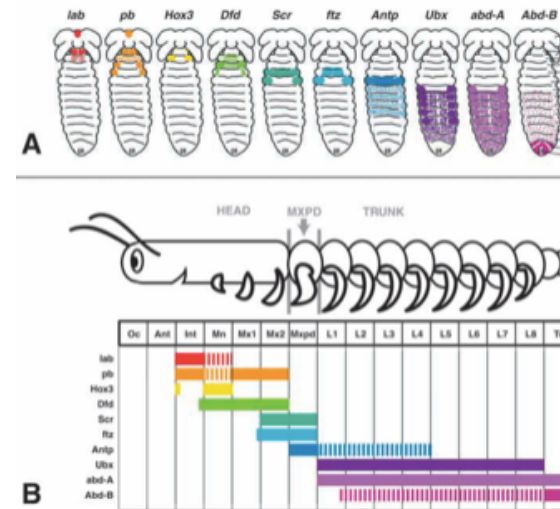 lab pb Hox3 Dfd Scr ftz Antp Ubx abd-A Abd-B
A
HEAD MXPD TRUNK
Oc Ant Int Mn Mx1 Mx2 Mxpd L1 L2 L3 L4 L5 L6 L7 L8
lab
pb
Hox3
Dfd
Scr
ftz
Antp
Ubx
abd-A
Abd-B
B